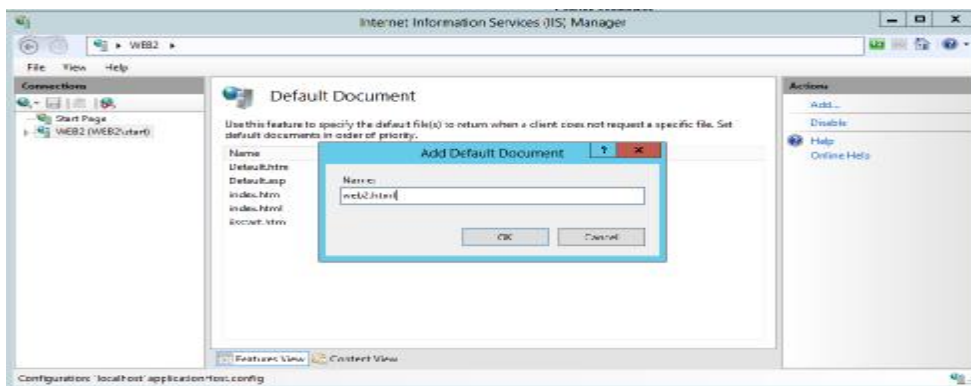 Internet Information Services (IIS) Manager
WEB2
File View Help
Connections
Start Page
WEB2 (WEB2\start)
Default Document
Use this feature to specify the default file(s) to return when a client does not request a specific file. Set
default documents in order of priority.
Name
Default.htm
Default.asp
index.htm
index.html
iisstart.htm
Add Default Document
Name:
web2.html
OK Cancel
Features View Content View
Actions
Add...
Disable
Help
Online Help
Configuration: 'localhost' applicationHost.config